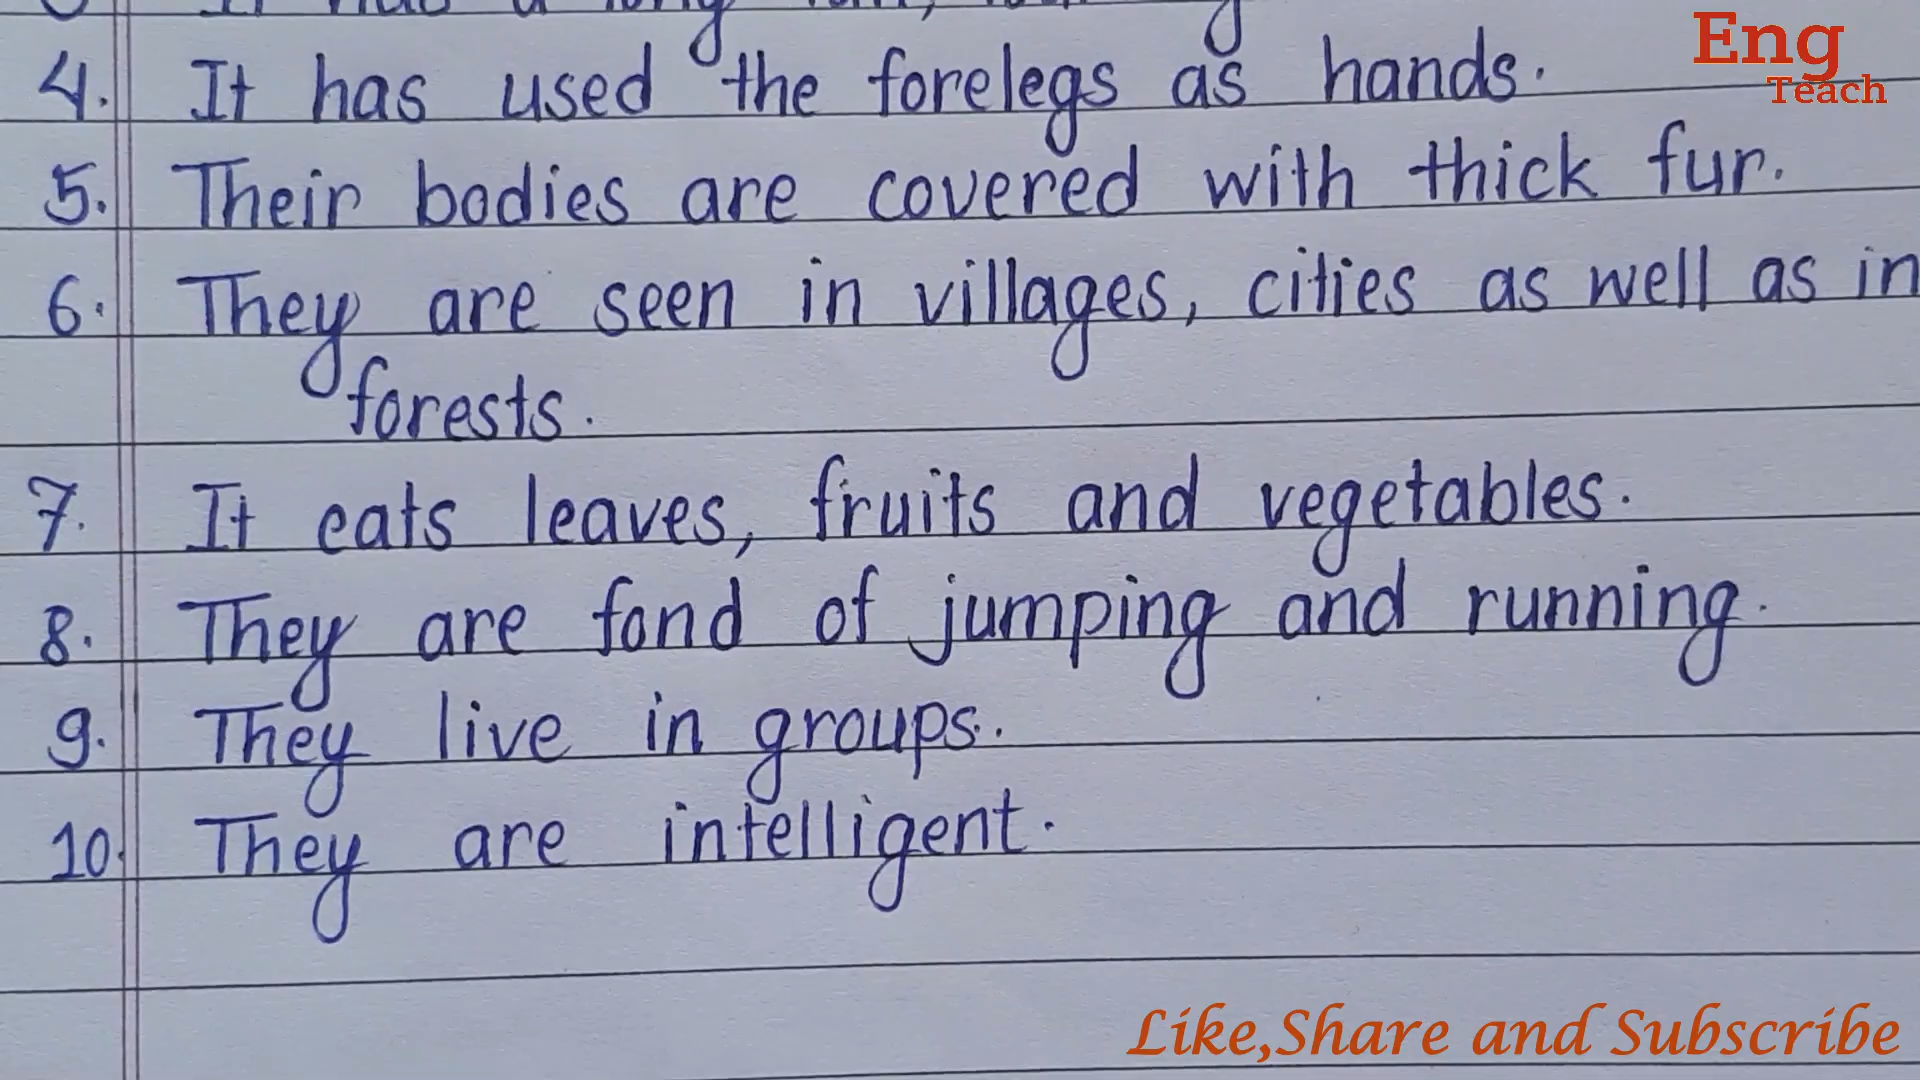 It has a long
4. It has used the forelegs as hands.
5. Their bodies are covered with thick fur.
6. They are seen in villages, cities as well as in
forests.
7. It eats leaves, fruits and vegetables.
8. They are fond of jumping and running.
9. They live in groups.
10. They are intelligent.
Eng
Teach
Like,Share and Subscribe